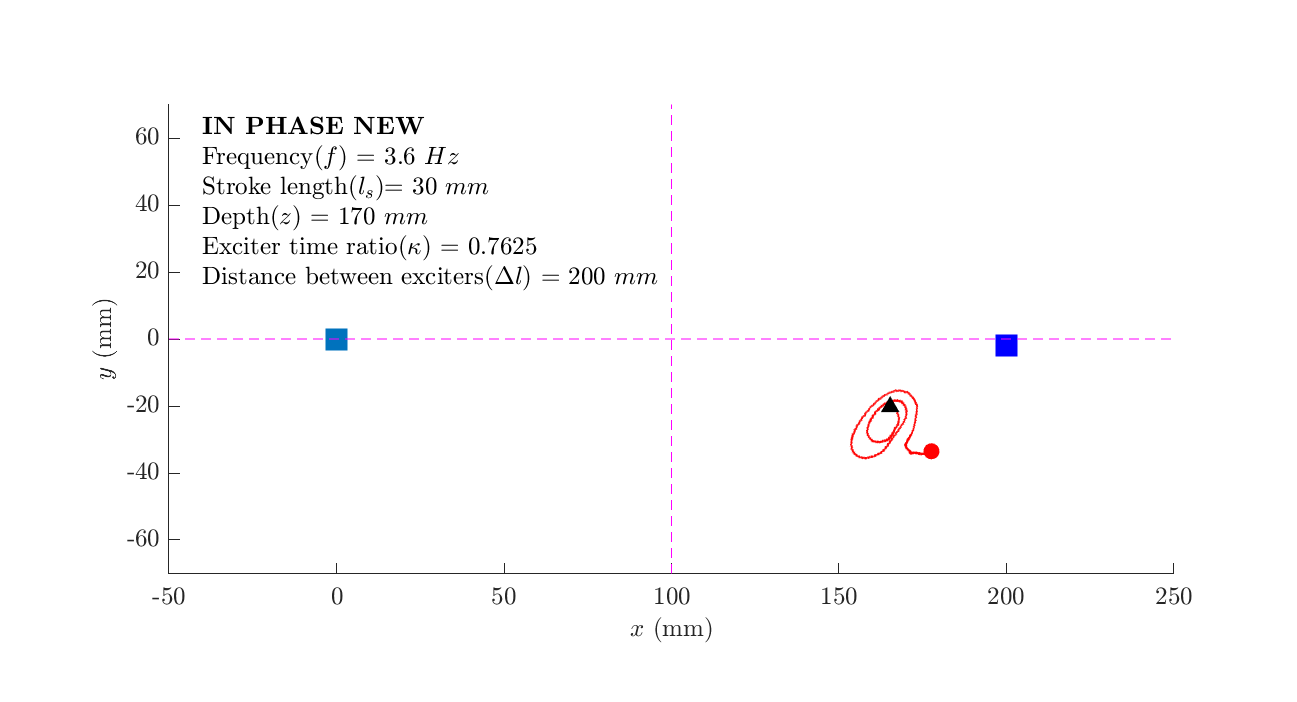 IN PHASE NEW
Frequency(f) = 3.6 Hz
Stroke length(lₛ)= 30 mm
Depth(z) = 170 mm
Exciter time ratio(κ) = 0.7625
Distance between exciters(Δl) = 200 mm
60
40
20
0
-20
-40
-60
y (mm)
-50 0 50 100 150 200 250
x (mm)